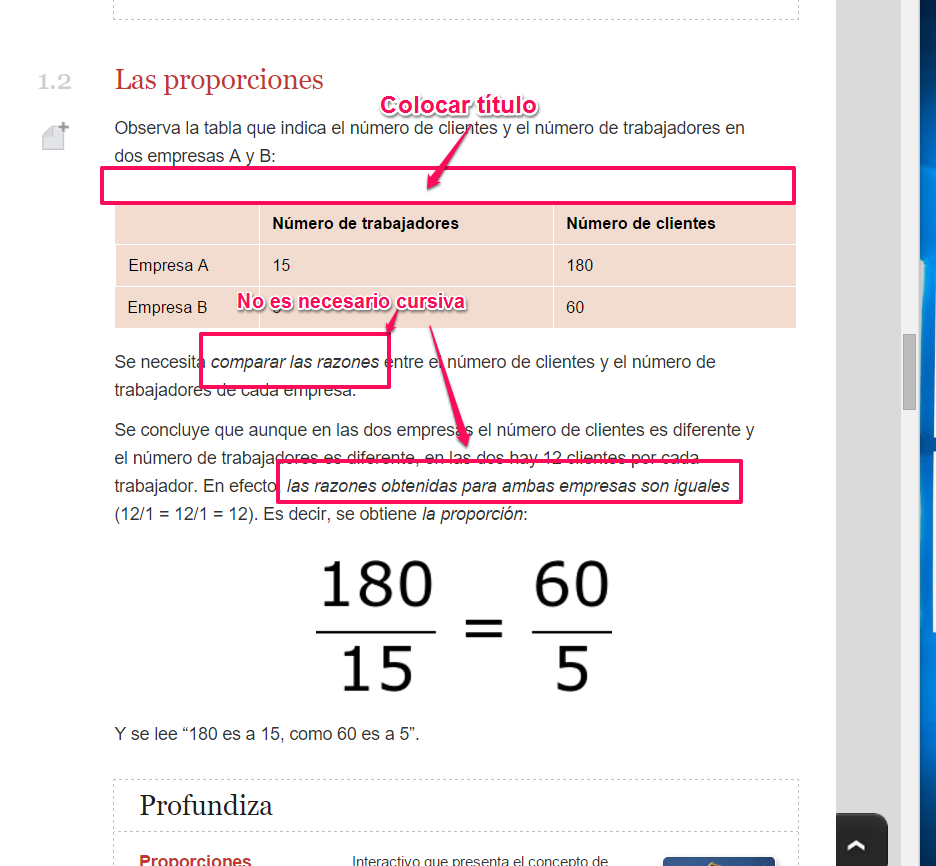 1.2
Las proporciones
Colocar título
Observa la tabla que indica el número de clientes y el número de trabajadores en
dos empresas A y B:
Número de trabajadores Número de clientes
Empresa A 15 180
Empresa B 60
No es necesario cursiva
Se necesita comparar las razones entre el número de clientes y el número de
trabajadores de cada empresa.
Se concluye que aunque en las dos empresas el número de clientes es diferente y
el número de trabajadores es diferente, en las dos hay 12 clientes por cada
trabajador. En efecto las razones obtenidas para ambas empresas son iguales
(12/1 = 12/1 = 12). Es decir, se obtiene la proporción:
180 60
=
15 5
Y se lee “180 es a 15, como 60 es a 5”.
Profundiza
Proporciones Interactivo que presenta el concepto de